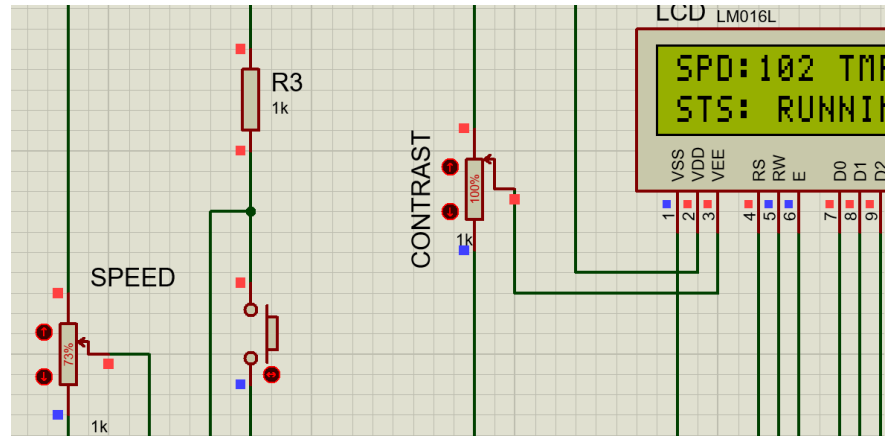 LCD LM016L
SPD:102 TMP
STS: RUNNIN
R3
1k
CONTRAST
100%
1k
VSS
VDD
VEE
RS
RW
E
D0
D1
D2
1
2
3
4
5
6
7
8
9
SPEED
73%
1k